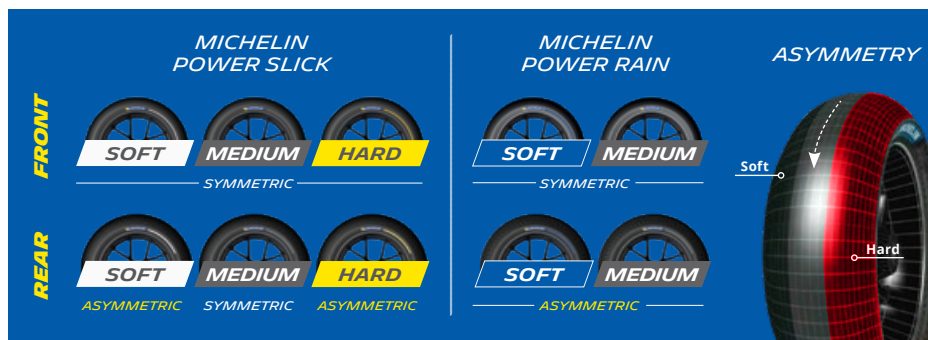 MICHELIN
POWER SLICK
MICHELIN
POWER RAIN
ASYMMETRY
FRONT
SOFT
MEDIUM
HARD
SYMMETRIC
SOFT
MEDIUM
SYMMETRIC
REAR
SOFT
MEDIUM
HARD
ASYMMETRIC
SYMMETRIC
ASYMMETRIC
SOFT
MEDIUM
ASYMMETRIC
Soft
Hard